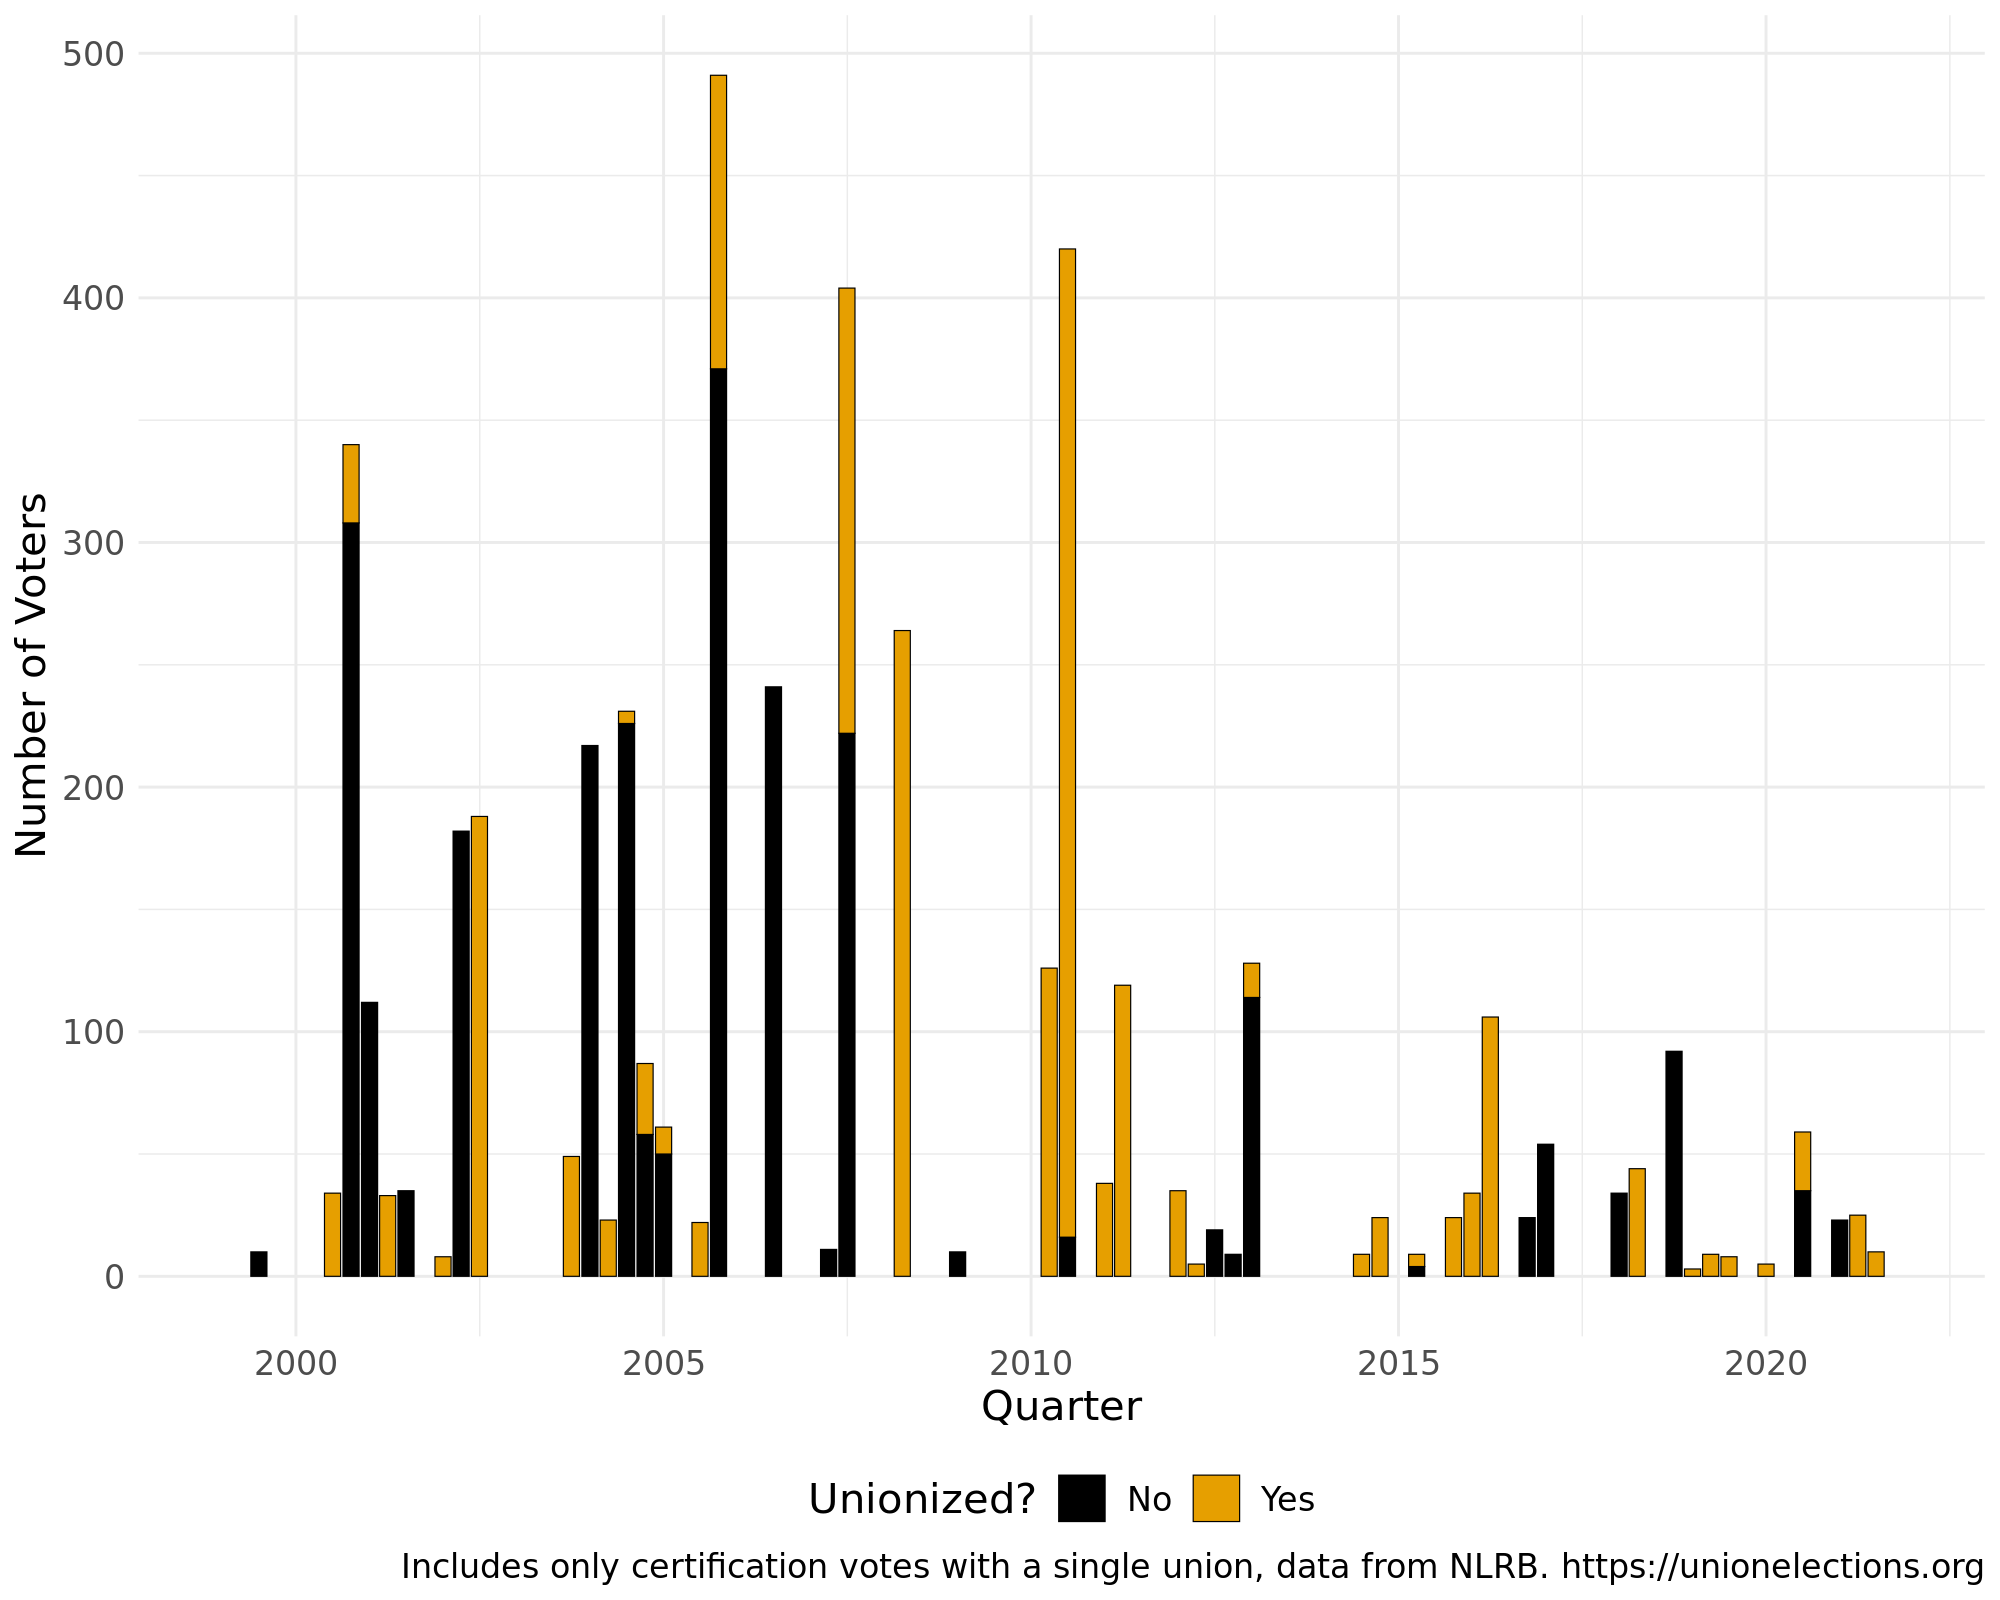 500
400
300
200
100
0
Number of Voters
2000 2005 2010 2015 2020
Quarter
Unionized? No Yes
Includes only certification votes with a single union, data from NLRB. https://unionelections.org